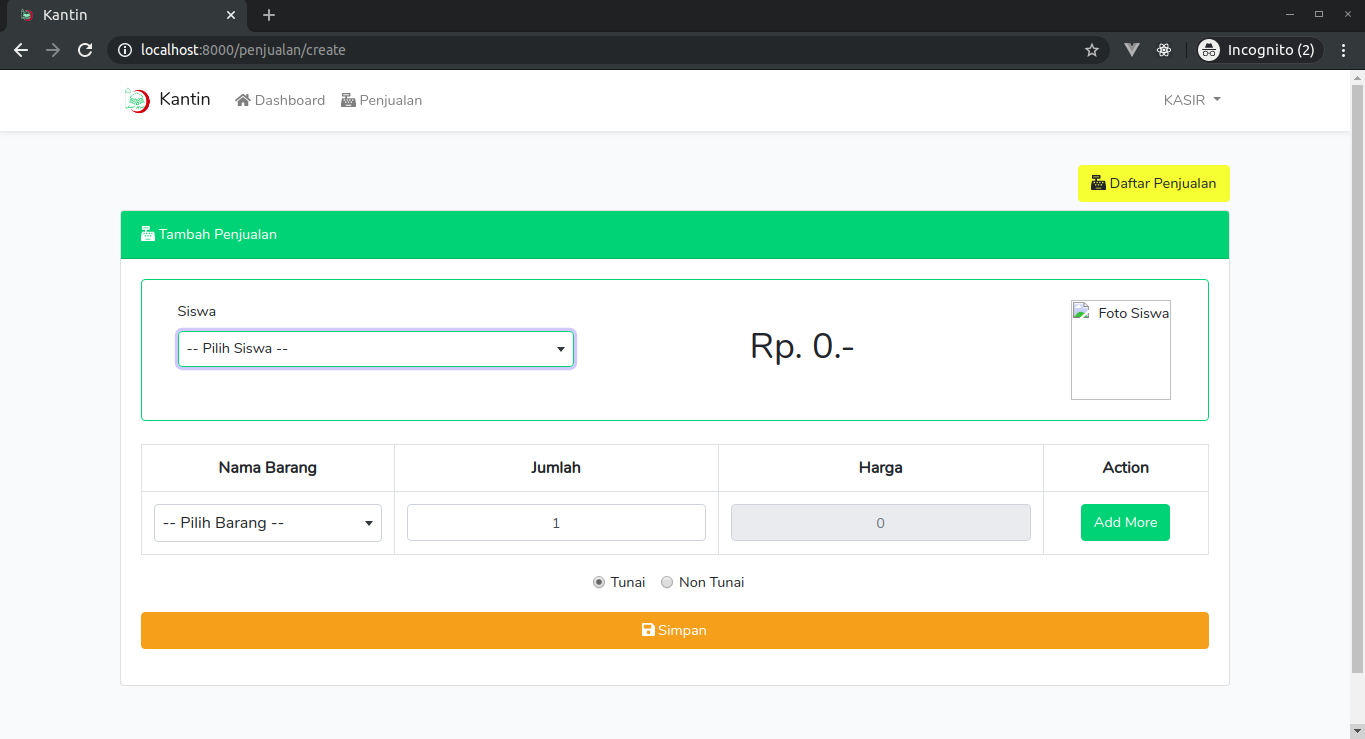 Kantin
localhost:8000/penjualan/create
Incognito (2)
Kantin Dashboard Penjualan KASIR
Daftar Penjualan
Tambah Penjualan
Siswa
-- Pilih Siswa --
Rp. 0.-
Foto Siswa
Nama Barang Jumlah Harga Action
-- Pilih Barang -- 1 0 Add More
Tunai Non Tunai
Simpan